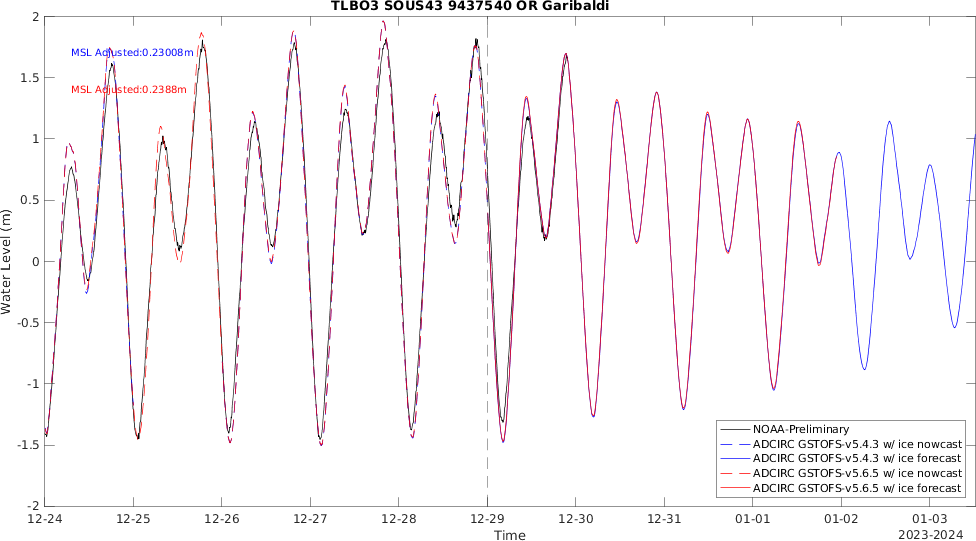 TLBO3 SOUS43 9437540 OR Garibaldi
MSL Adjusted:0.23008m
MSL Adjusted:0.2388m
Water Level (m)
2
1.5
1
0.5
0
-0.5
-1
-1.5
-2
12-24
12-25
12-26
12-27
12-28
12-29
12-30
12-31
01-01
01-02
01-03
Time
2023-2024
NOAA-Preliminary
ADCIRC GSTOFS-v5.4.3 w/ ice nowcast
ADCIRC GSTOFS-v5.4.3 w/ ice forecast
ADCIRC GSTOFS-v5.6.5 w/ ice nowcast
ADCIRC GSTOFS-v5.6.5 w/ ice forecast